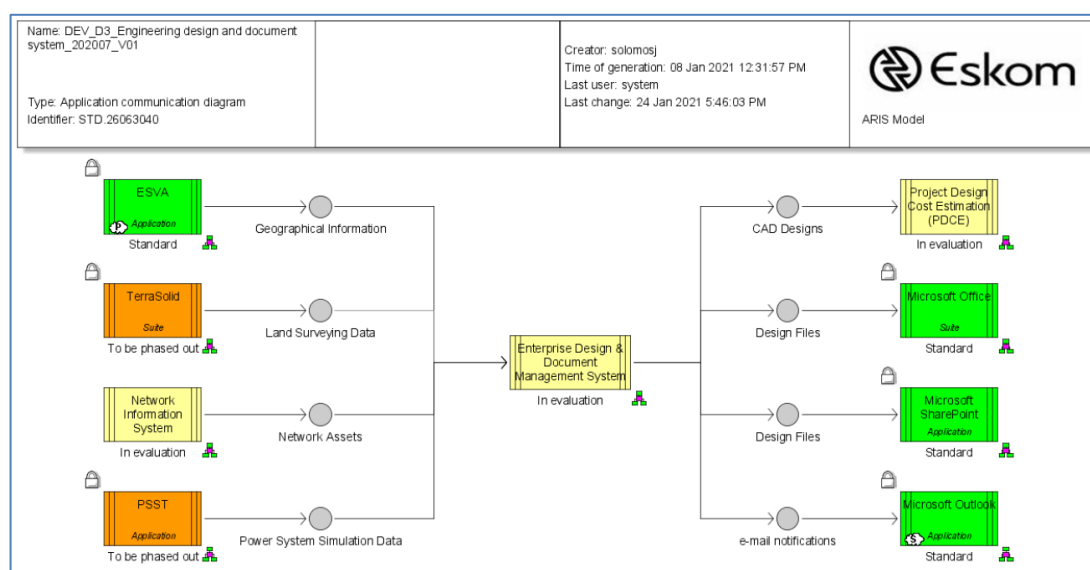 Name: DEV_D3_Engineering design and document
system_202007_V01
Type: Application communication diagram
Identifier: STD.26063040
Creator: solomosj
Time of generation: 08 Jan 2021 12:31:57 PM
Last user: system
Last change: 24 Jan 2021 5:46:03 PM
Eskom
ARIS Model
ESVA
Application
P
Standard
Geographical Information
TerraSolid
Suite
To be phased out
Land Surveying Data
Network
Information
System
In evaluation
Network Assets
PSST
Application
To be phased out
Power System Simulation Data
Enterprise Design &
Document
Management System
In evaluation
CAD Designs
Project Design
Cost Estimation
(PDCE)
In evaluation
Design Files
Microsoft Office
Suite
Standard
Design Files
Microsoft
SharePoint
Application
Standard
e-mail notifications
Microsoft Outlook
Application
S
Standard